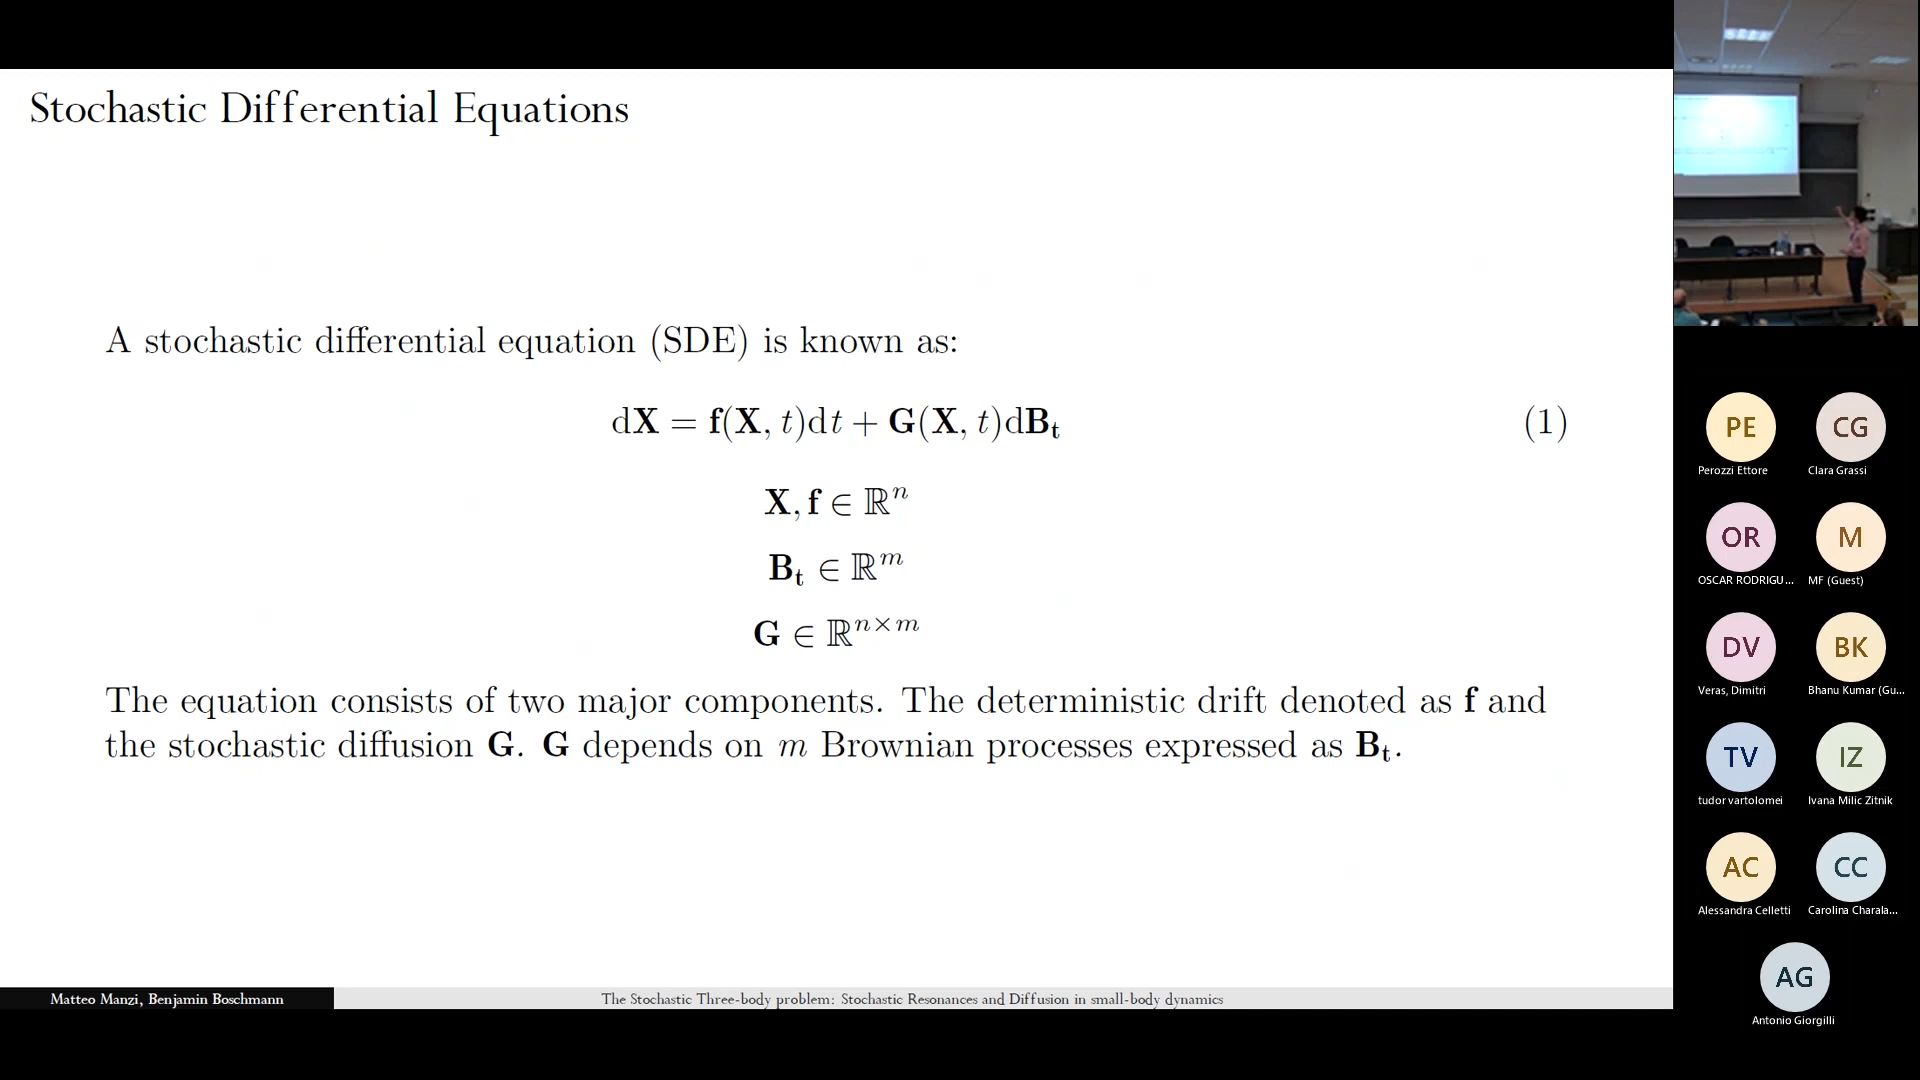 Stochastic Differential Equations
A stochastic differential equation (SDE) is known as:
dX = f(X, t)dt + G(X, t)dB_t (1)
X, f ∈ ℝ^n
B_t ∈ ℝ^m
G ∈ ℝ^{n×m}
The equation consists of two major components. The deterministic drift denoted as f and
the stochastic diffusion G. G depends on m Brownian processes expressed as B_t.
Matteo Manzi, Benjamin Boschmann
The Stochastic Three-body problem: Stochastic Resonances and Diffusion in small-body dynamics
PE CG
Perozzi Ettore Clara Grassi
OR M
OSCAR RODRIGU... MF (Guest)
DV BK
Veras, Dimitri Bhanu Kumar (Gu...
TV IZ
tudor vartolomei Ivana Milic Zitnik
AC CC
Alessandra Celletti Carolina Charala...
AG
Antonio Giorgilli